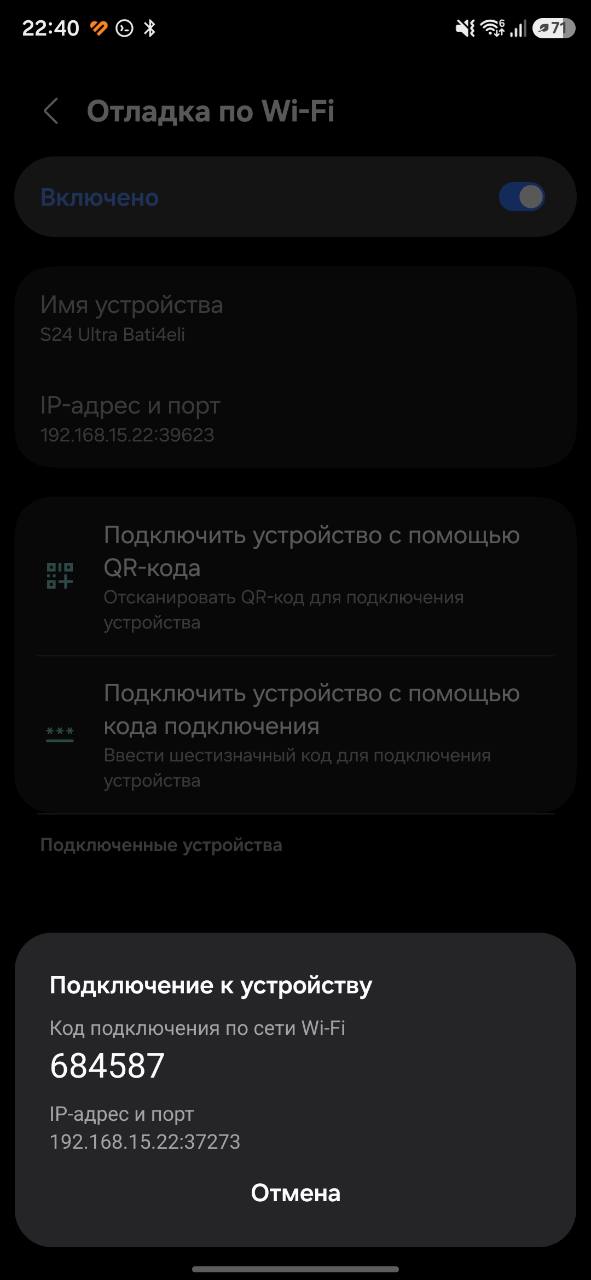 22:40
6
71
Отладка по Wi-Fi
Включено
Имя устройства
S24 Ultra Bati4eli
IP-адрес и порт
192.168.15.22:39623
Подключить устройство с помощью
QR-кода
Отсканировать QR-код для подключения
устройства
Подключить устройство с помощью
кода подключения
Ввести шестизначный код для подключения
устройства
Подключенные устройства
Подключение к устройству
Код подключения по сети Wi-Fi
684587
IP-адрес и порт
192.168.15.22:37273
Отмена